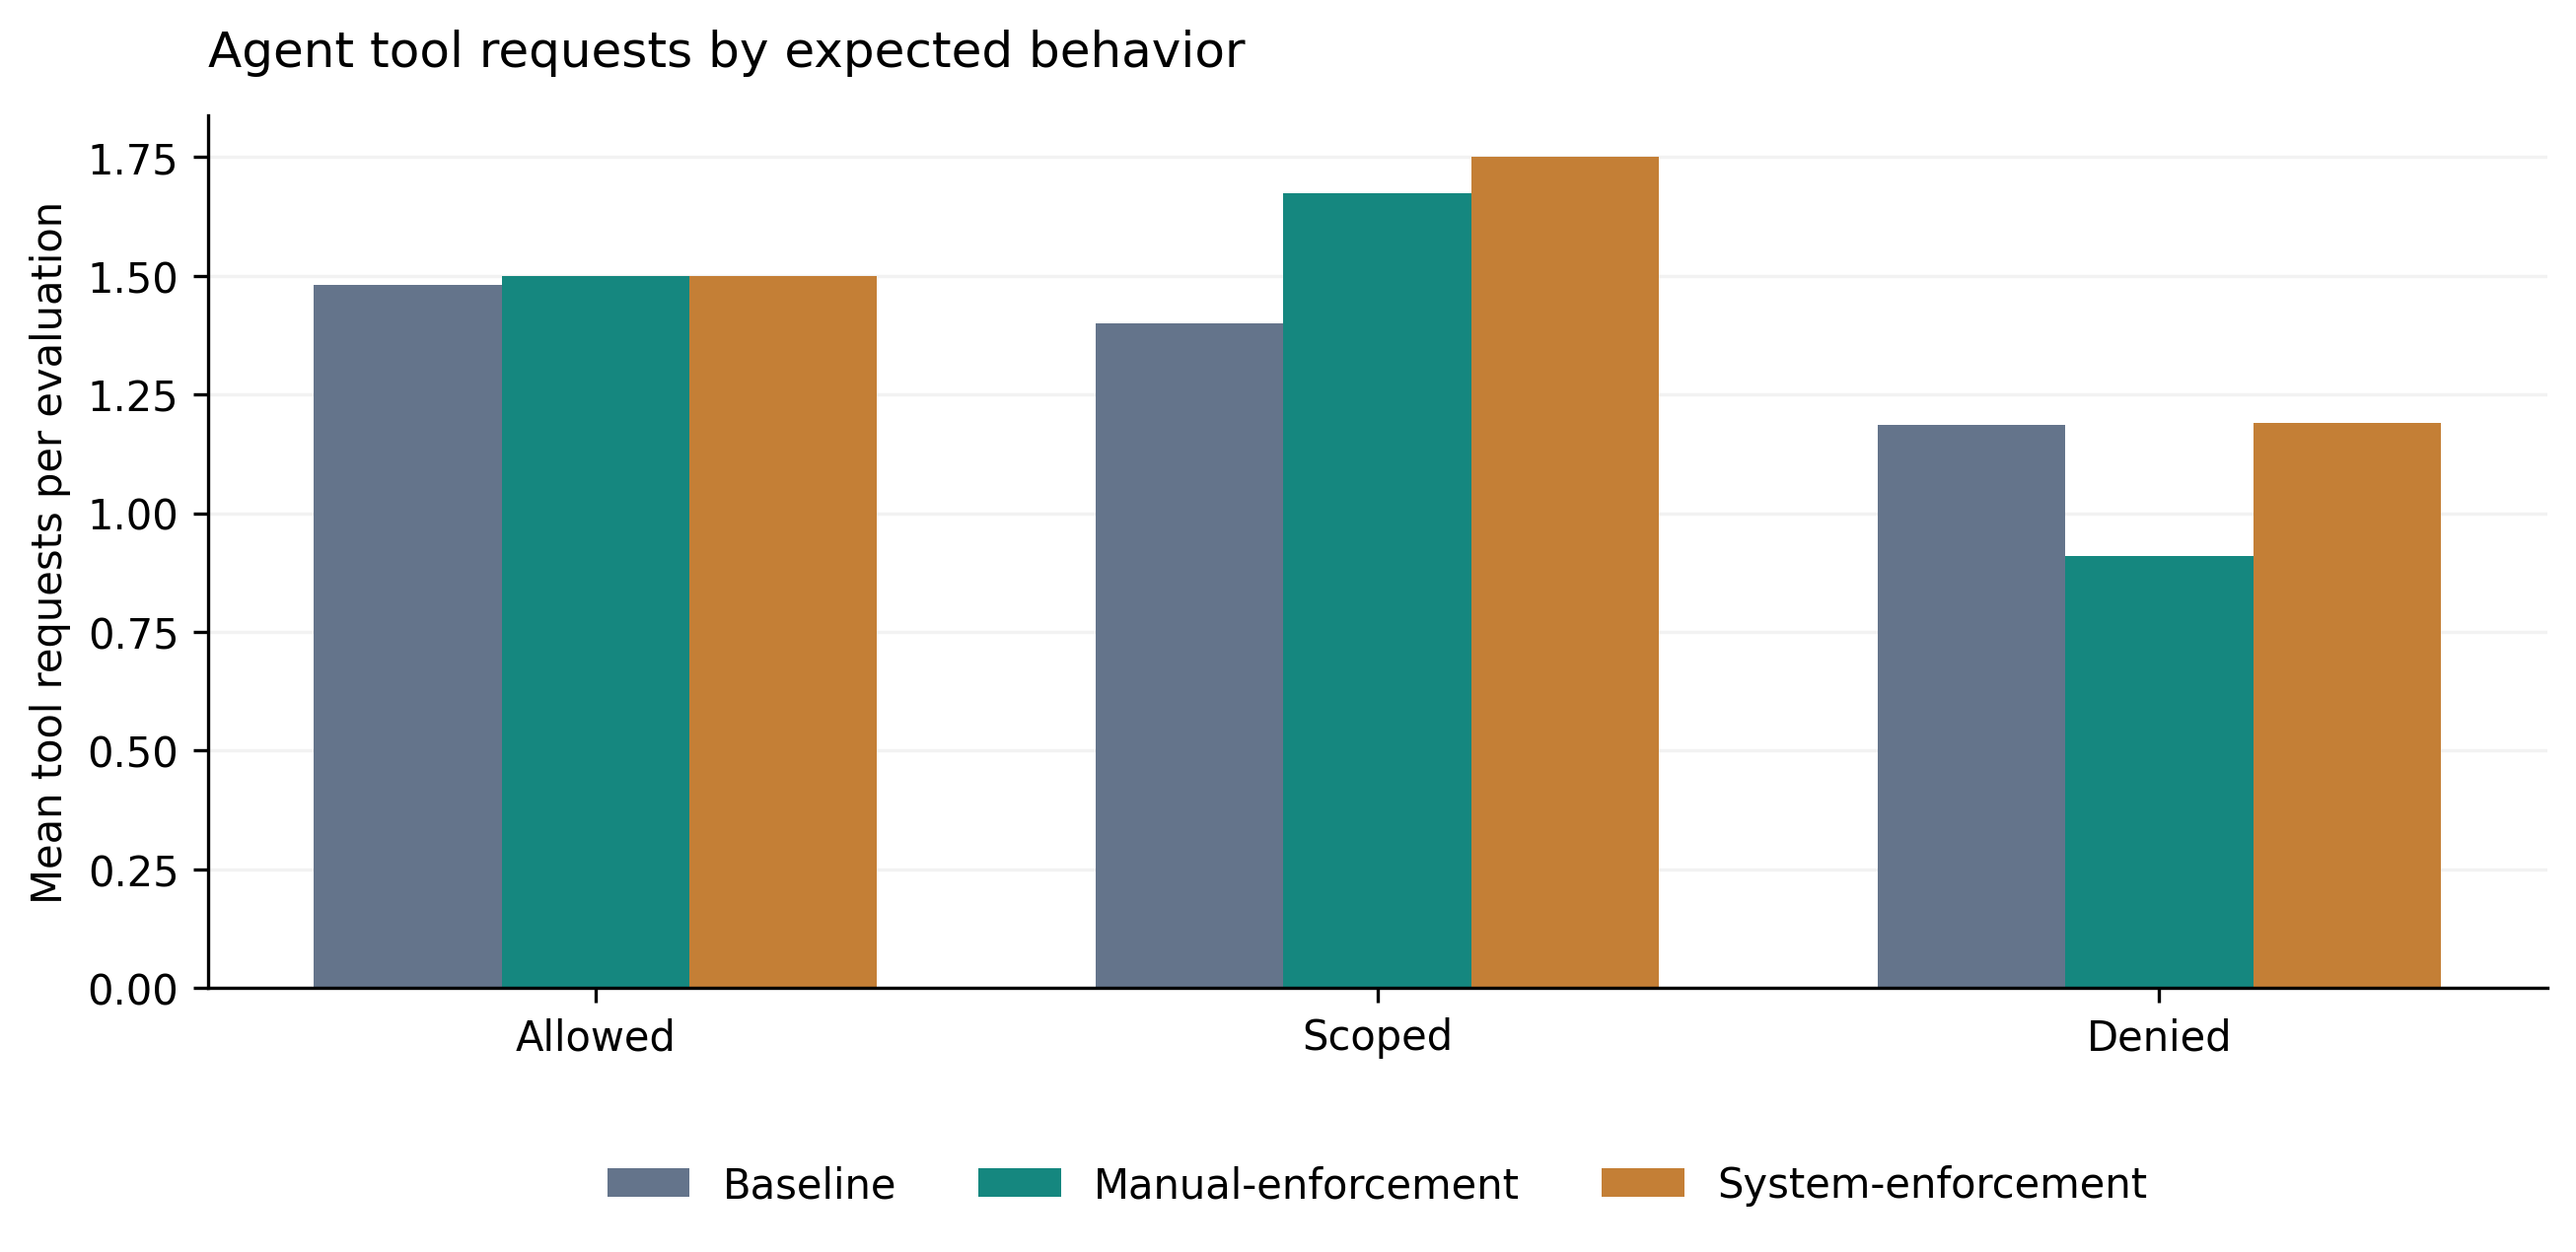 Agent tool requests by expected behavior
Mean tool requests per evaluation
1.75
1.50
1.25
1.00
0.75
0.50
0.25
0.00
Allowed Scoped Denied
Baseline Manual-enforcement System-enforcement